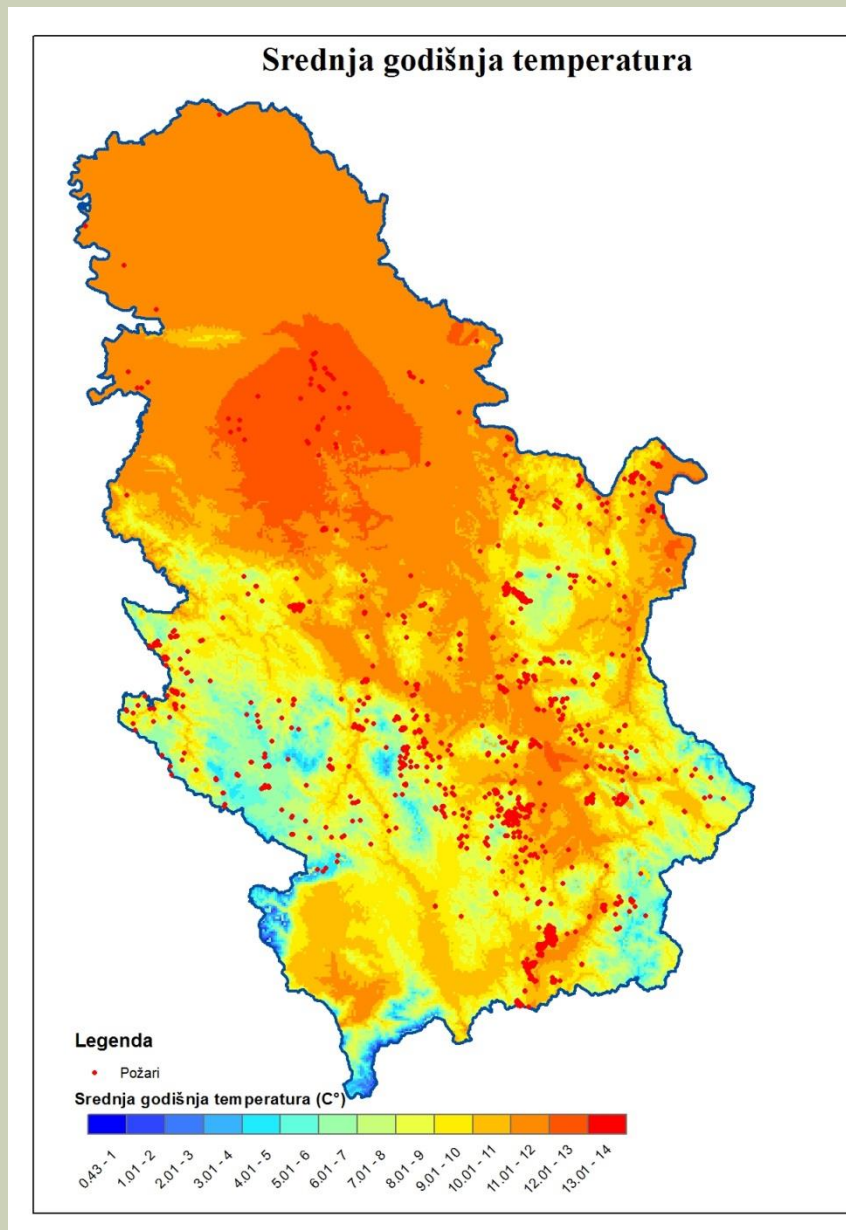 Srednja godišnja temperatura
Legenda
Požari
Srednja godišnja temperatura (C°)
0.43 - 1
1.01 - 2
2.01 - 3
3.01 - 4
4.01 - 5
5.01 - 6
6.01 - 7
7.01 - 8
8.01 - 9
9.01 - 10
10.01 - 11
11.01 - 12
12.01 - 13
13.01 - 14